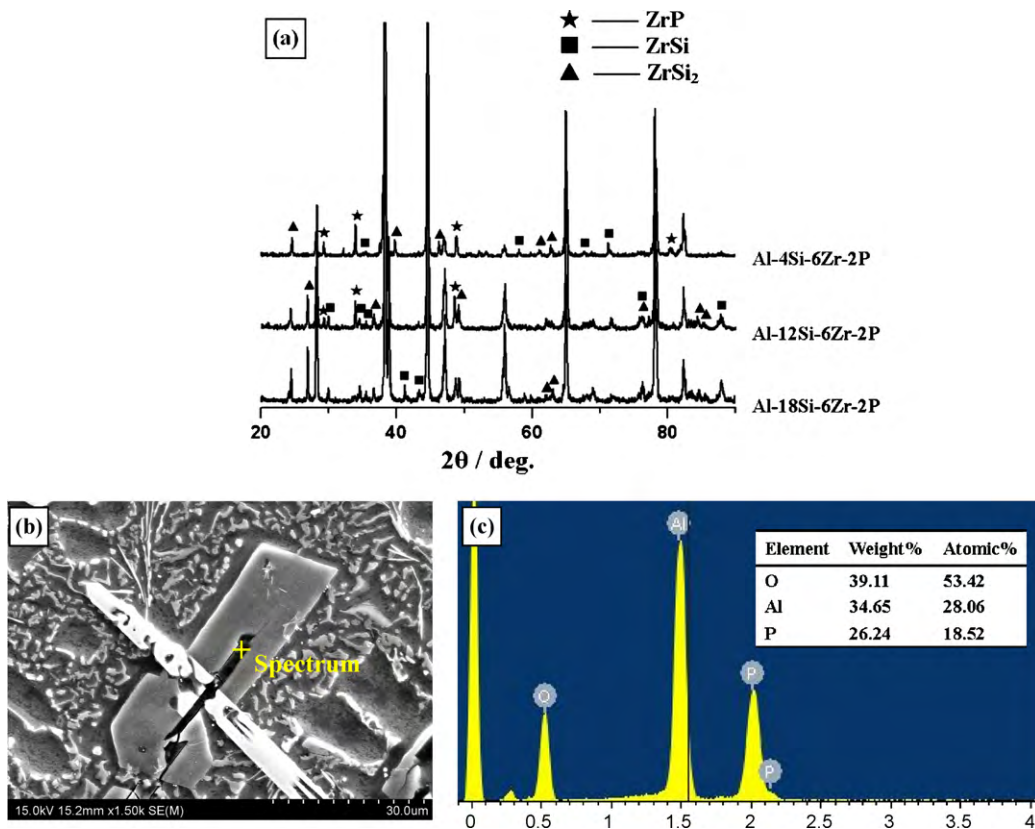 (a)
★ —— ZrP
■ —— ZrSi
▲ —— ZrSi₂
Al-4Si-6Zr-2P
Al-12Si-6Zr-2P
Al-18Si-6Zr-2P
20 40 60 80
2θ / deg.
(b)
Spectrum
15.0kV 15.2mm x1.50k SE(M) 30.0um
(c)
Al
O
P
P
Element Weight% Atomic%
O 39.11 53.42
Al 34.65 28.06
P 26.24 18.52
0 0.5 1 1.5 2 2.5 3 3.5 4